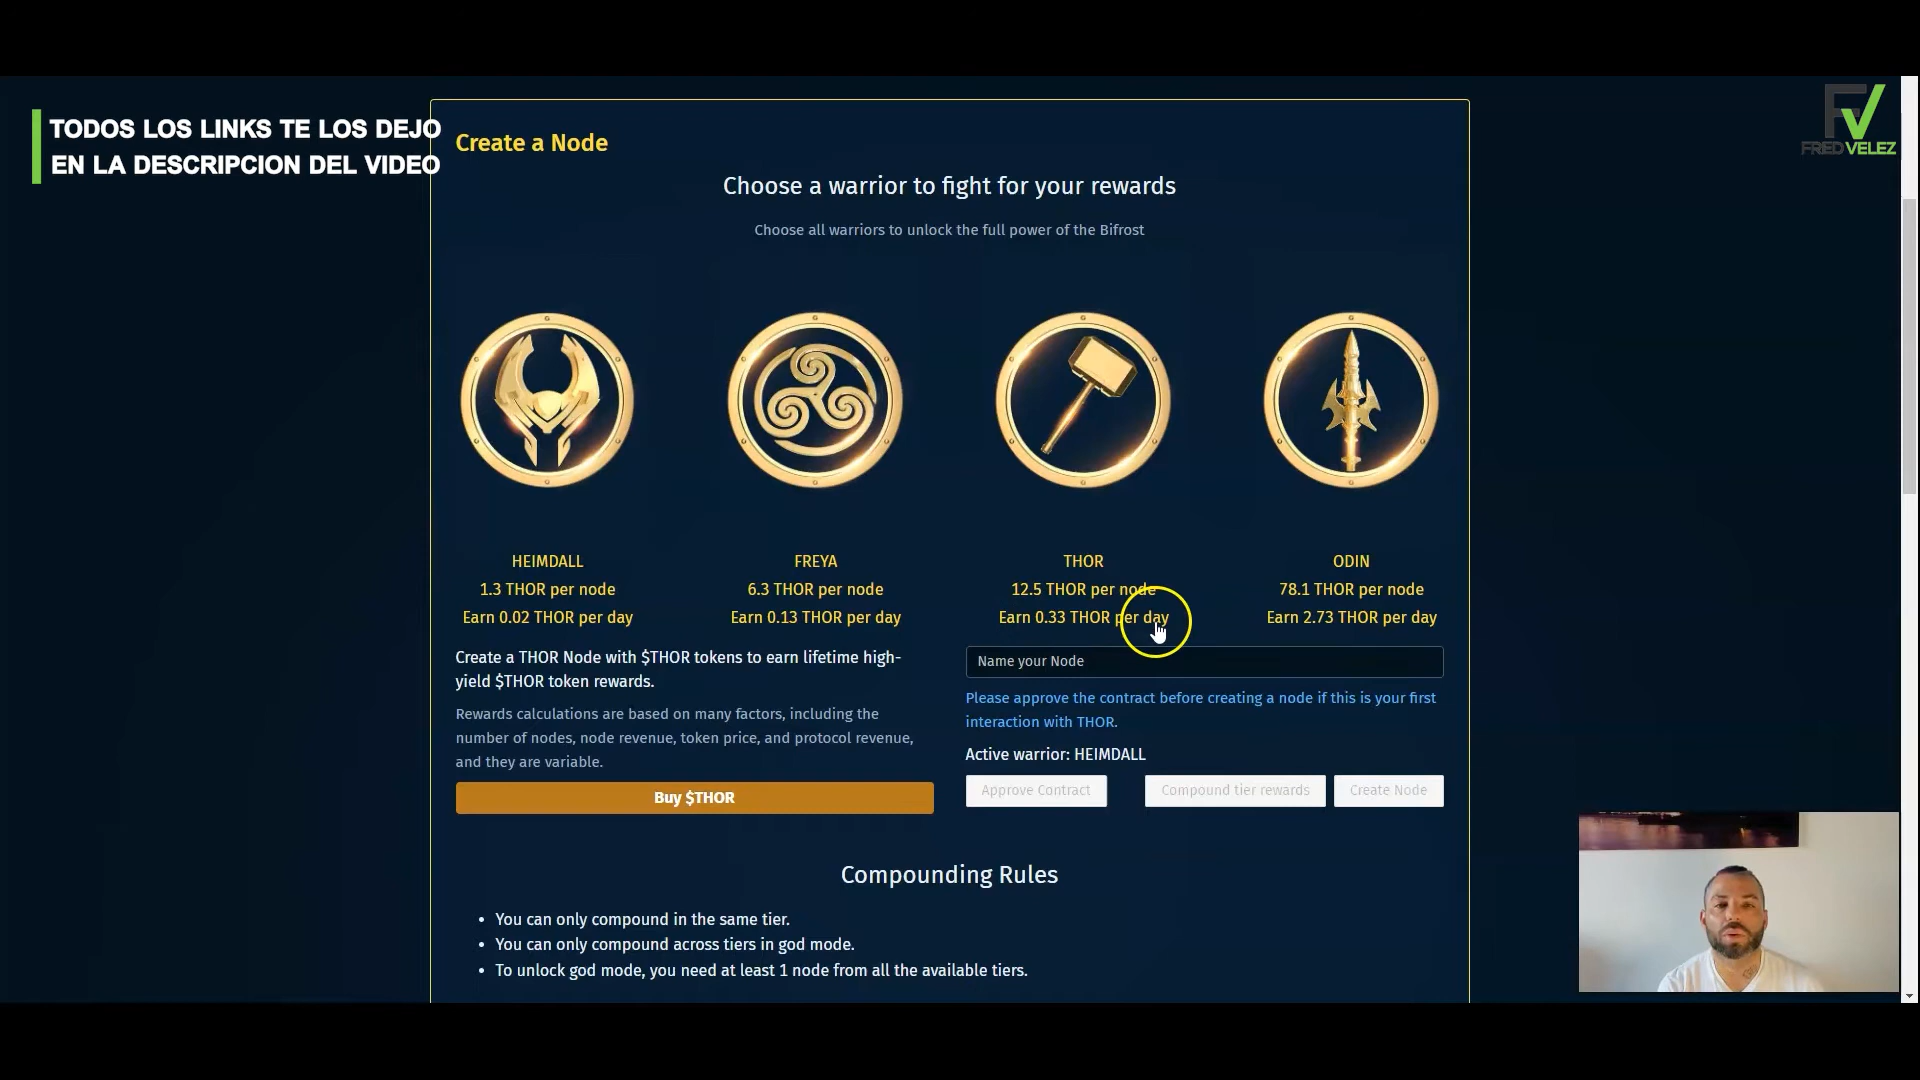 TODOS LOS LINKS TE LOS DEJO
EN LA DESCRIPCION DEL VIDEO
FV
FRED VELEZ
Create a Node
Choose a warrior to fight for your rewards
Choose all warriors to unlock the full power of the Bifrost
HEIMDALL
1.3 THOR per node
Earn 0.02 THOR per day
FREYA
6.3 THOR per node
Earn 0.13 THOR per day
THOR
12.5 THOR per node
Earn 0.33 THOR per day
ODIN
78.1 THOR per node
Earn 2.73 THOR per day
Create a THOR Node with $THOR tokens to earn lifetime high-
yield $THOR token rewards.
Rewards calculations are based on many factors, including the
number of nodes, node revenue, token price, and protocol revenue,
and they are variable.
Buy $THOR
Name your Node
Please approve the contract before creating a node if this is your first
interaction with THOR.
Active warrior: HEIMDALL
Approve Contract
Compound tier rewards
Create Node
Compounding Rules
• You can only compound in the same tier.
• You can only compound across tiers in god mode.
• To unlock god mode, you need at least 1 node from all the available tiers.